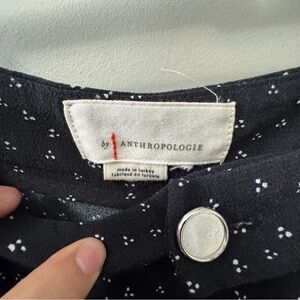 by ANTHROPOLOGIE
made in turkey
fabriqué en turquie